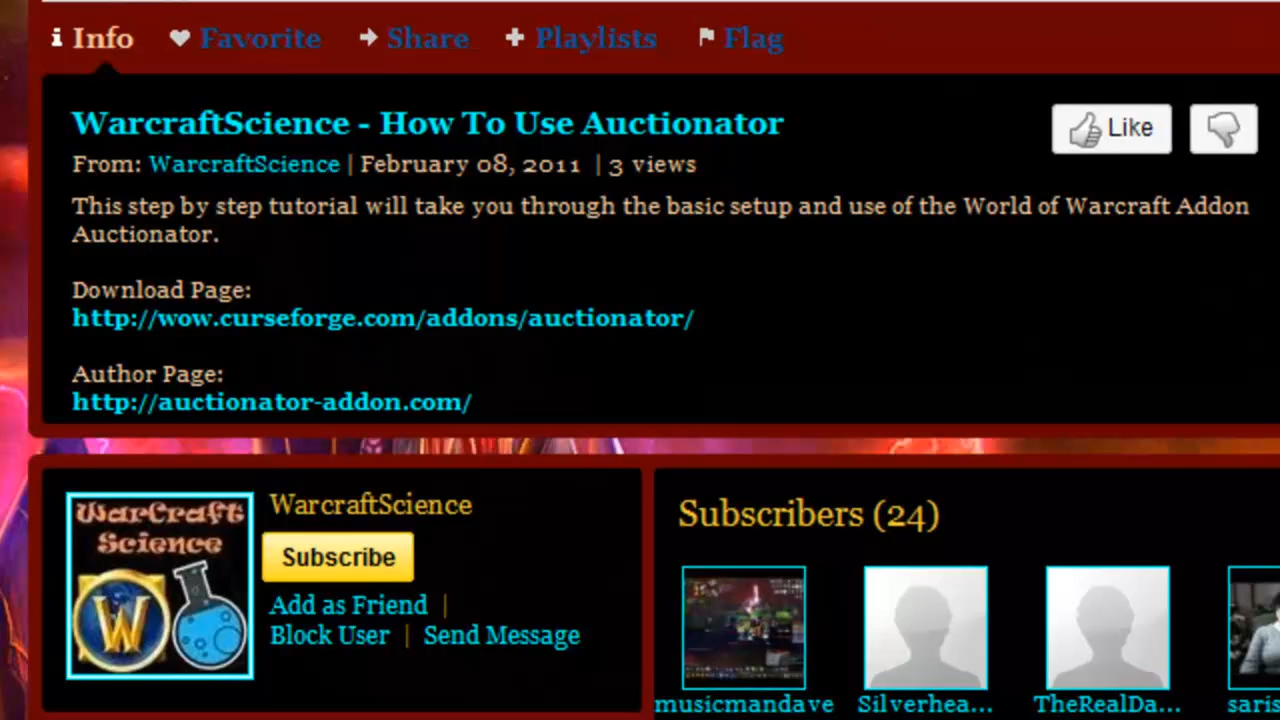 Info Favorite Share Playlists Flag
WarcraftScience - How To Use Auctionator
Like
From: WarcraftScience | February 08, 2011 | 3 views
This step by step tutorial will take you through the basic setup and use of the World of Warcraft Addon
Auctionator.
Download Page:
http://wow.curseforge.com/addons/auctionator/
Author Page:
http://auctionator-addon.com/
WarCraft
Science
W
WarcraftScience
Subscribe
Add as Friend |
Block User | Send Message
Subscribers (24)
musicmandave Silverhea... TheRealDa... saris